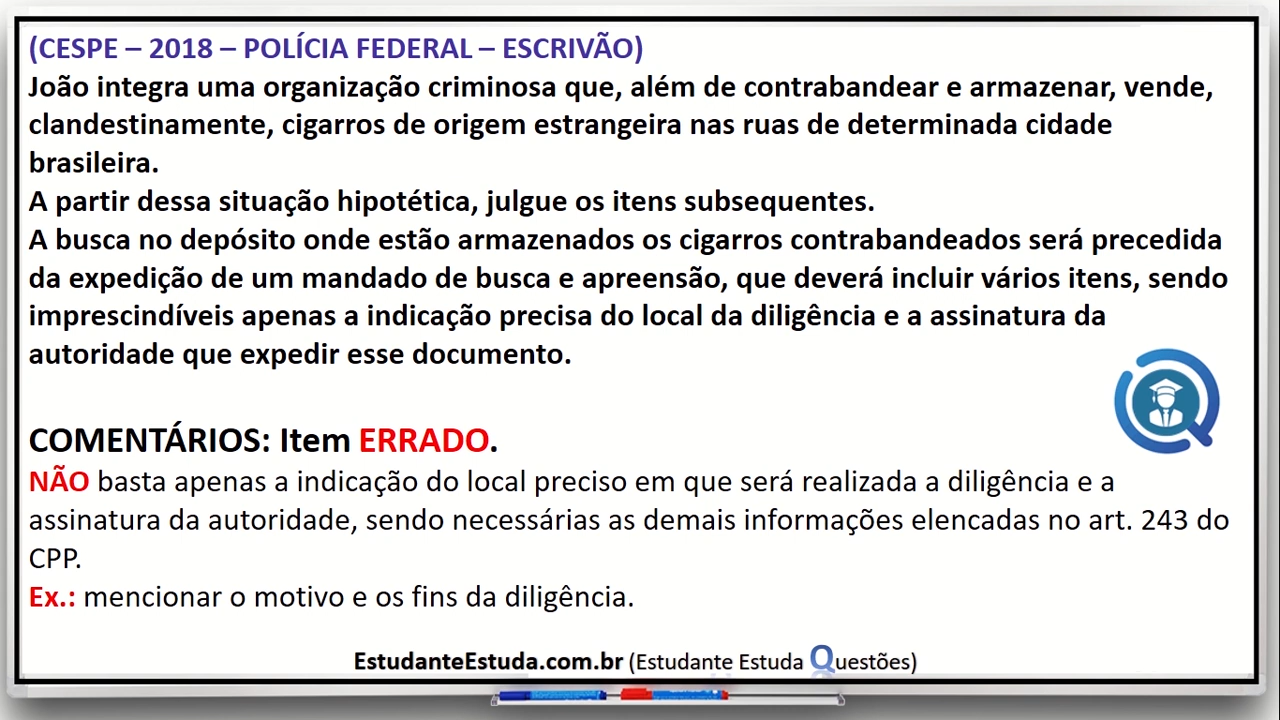 (CESPE – 2018 – POLÍCIA FEDERAL – ESCRIVÃO)
João integra uma organização criminosa que, além de contrabandear e armazenar, vende,
clandestinamente, cigarros de origem estrangeira nas ruas de determinada cidade
brasileira.
A partir dessa situação hipotética, julgue os itens subsequentes.
A busca no depósito onde estão armazenados os cigarros contrabandeados será precedida
da expedição de um mandado de busca e apreensão, que deverá incluir vários itens, sendo
imprescindíveis apenas a indicação precisa do local da diligência e a assinatura da
autoridade que expedir esse documento.
COMENTÁRIOS: Item ERRADO.
NÃO basta apenas a indicação do local preciso em que será realizada a diligência e a
assinatura da autoridade, sendo necessárias as demais informações elencadas no art. 243 do
CPP.
Ex.: mencionar o motivo e os fins da diligência.
EstudanteEstuda.com.br (Estudante Estuda Questões)